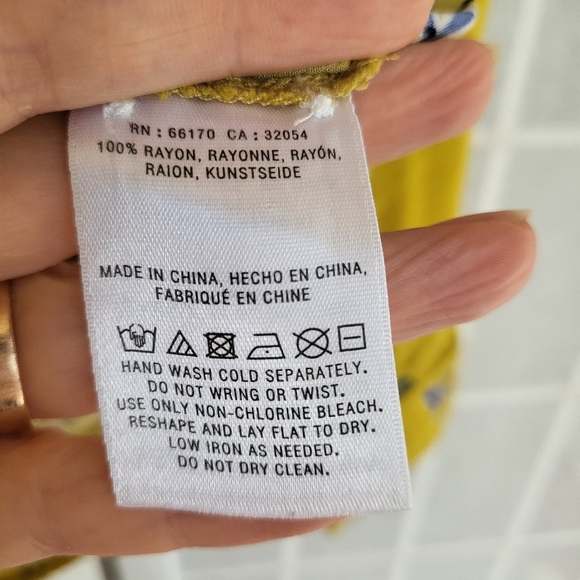 RN : 66170 CA : 32054
100% RAYON, RAYONNE, RAYÓN,
RAION, KUNSTSEIDE
MADE IN CHINA, HECHO EN CHINA,
FABRIQUÉ EN CHINE
HAND WASH COLD SEPARATELY.
DO NOT WRING OR TWIST.
USE ONLY NON-CHLORINE BLEACH.
RESHAPE AND LAY FLAT TO DRY.
LOW IRON AS NEEDED.
DO NOT DRY CLEAN.